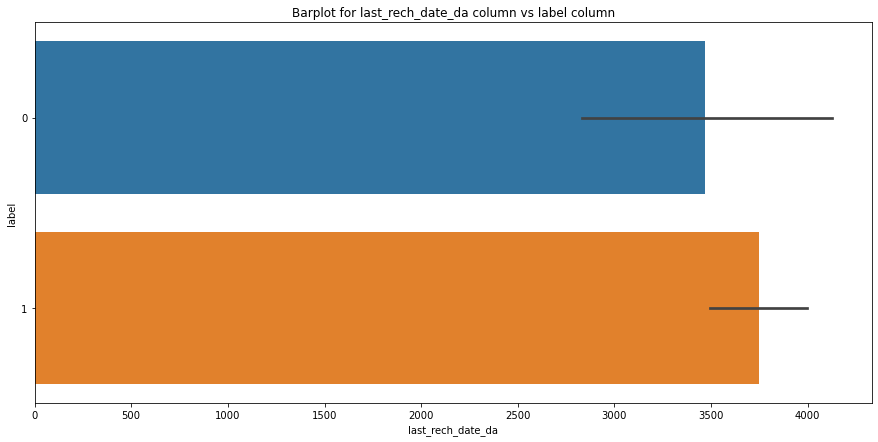 Barplot for last_rech_date_da column vs label column
label
0
1
0 500 1000 1500 2000 2500 3000 3500 4000
last_rech_date_da